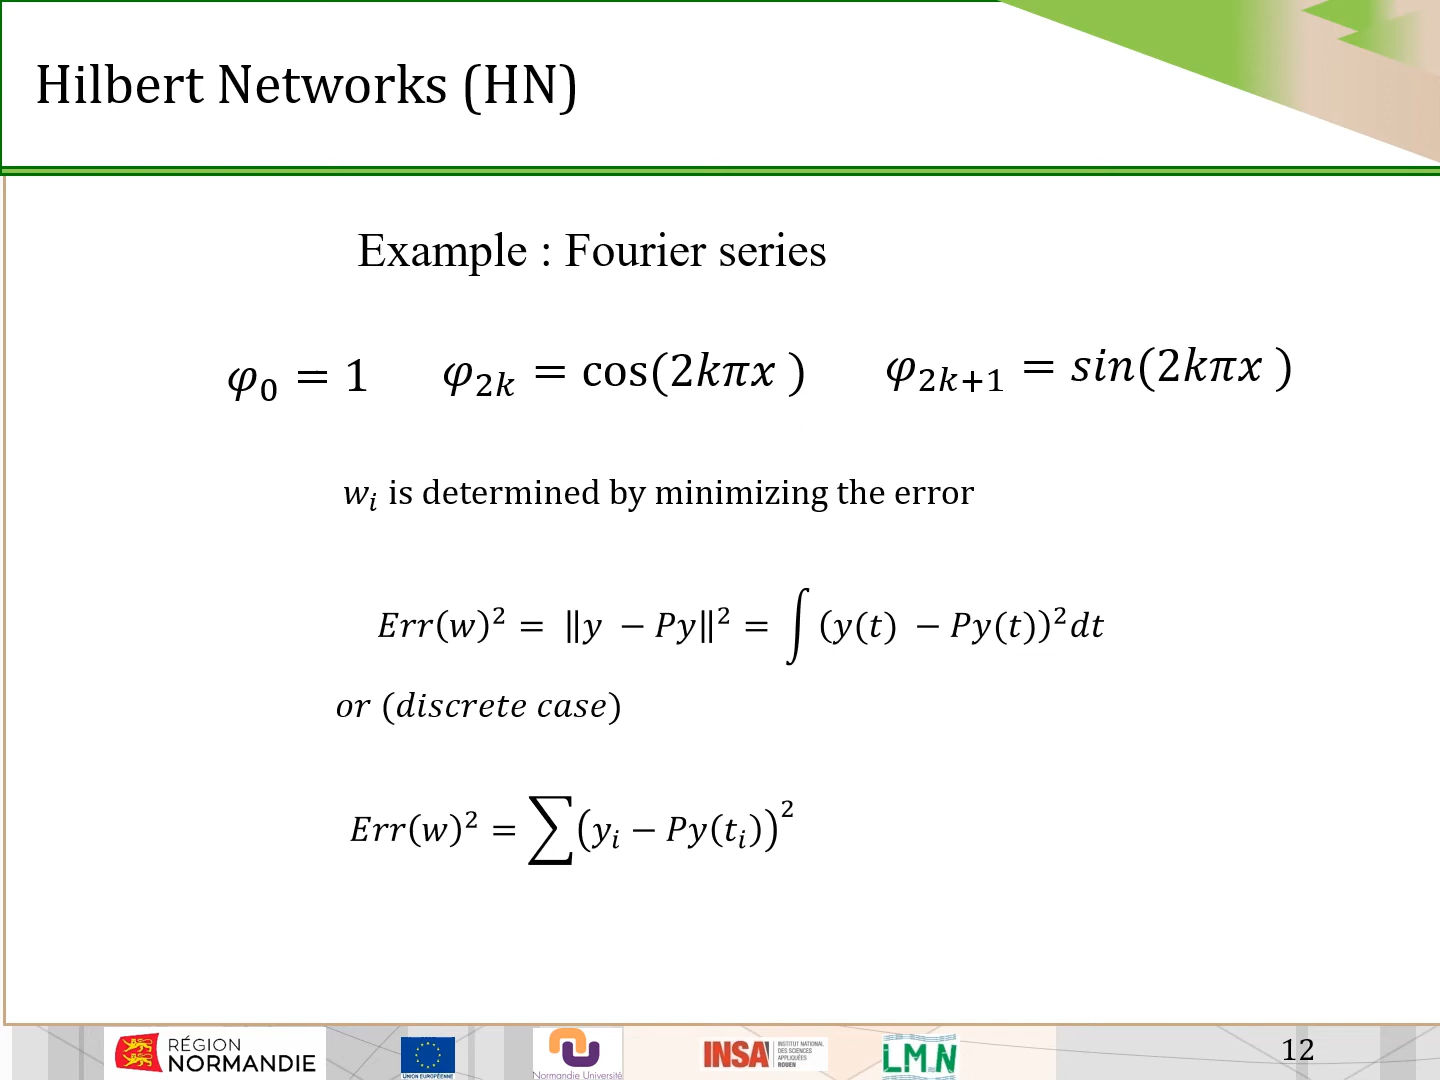 Hilbert Networks (HN)
Example : Fourier series
φ₀ = 1   φ₂ₖ = cos(2kπx )   φ₂ₖ₊₁ = sin(2kπx )
wᵢ is determined by minimizing the error
Err(w)² = ‖y − Py‖² = ∫ (y(t) − Py(t))²dt
or (discrete case)
Err(w)² = ∑(yᵢ − Py(tᵢ))²
RÉGION
NORMANDIE
UNION EUROPÉENNE
Normandie Université
INSA
INSTITUT NATIONAL
DES SCIENCES
APPLIQUÉES
ROUEN
LMN
12